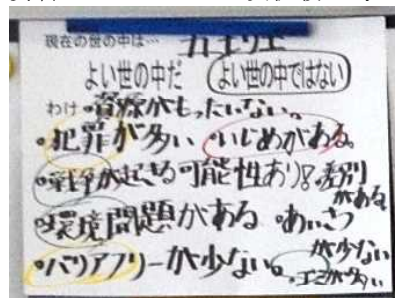 現在の世の中は…
よい世の中だ よい世の中ではない
わけ・資源がもったいない。
・犯罪が多い ・いじめがある。
・戦争が起きる可能性あり?・差別がある
・環境問題がある ・あいさつが少ない
・バリアフリーが少ない。・ゴミが多い